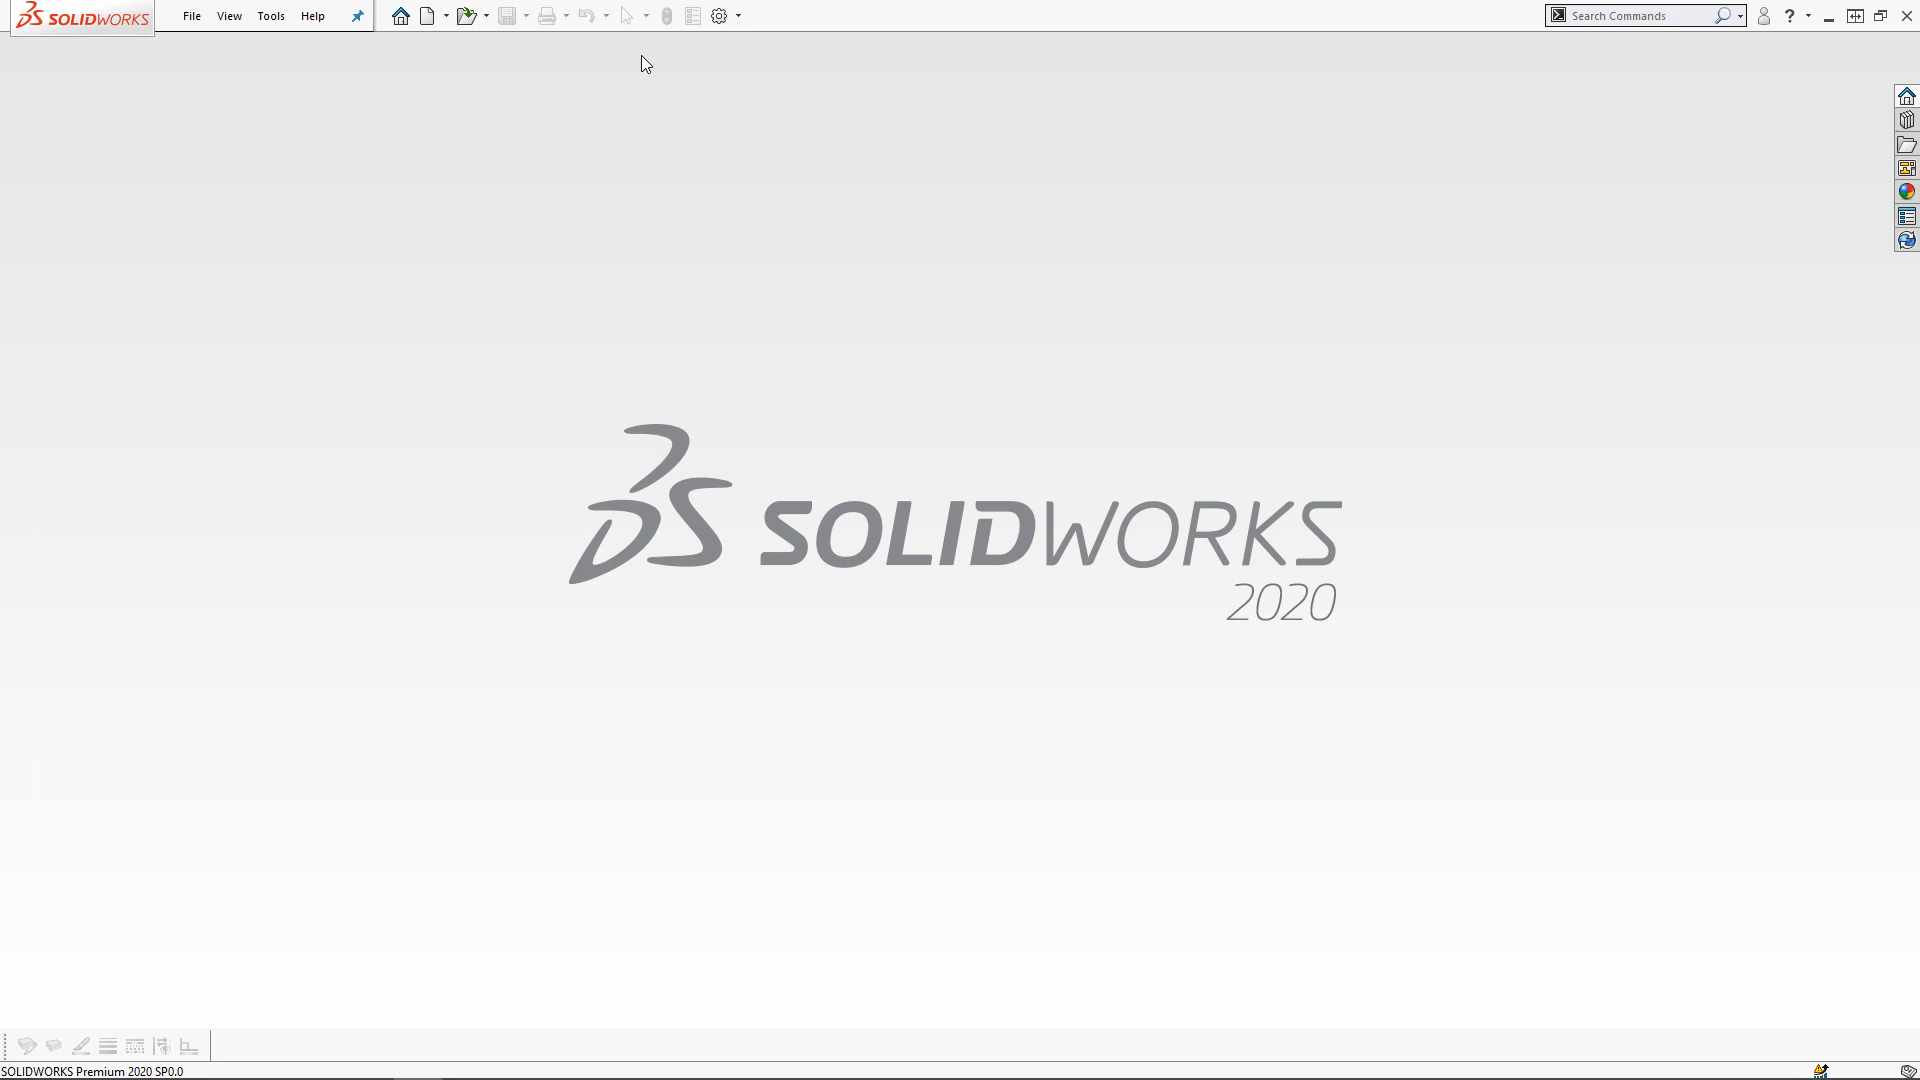 SOLIDWORKS File View Tools Help Search Commands ?
SOLIDWORKS
2020
SOLIDWORKS Premium 2020 SP0.0